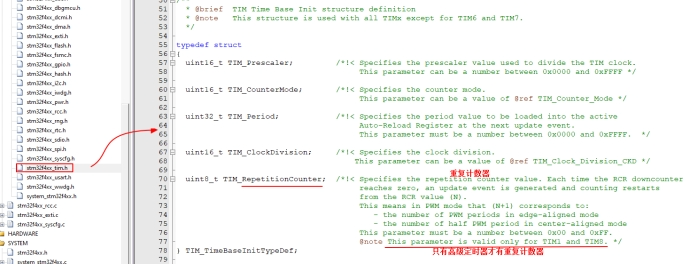 stm32f4xx_dbgmcu.h
stm32f4xx_dcmi.h
stm32f4xx_dma.h
stm32f4xx_exti.h
stm32f4xx_flash.h
stm32f4xx_fsmc.h
stm32f4xx_gpio.h
stm32f4xx_hash.h
stm32f4xx_i2c.h
stm32f4xx_iwdg.h
stm32f4xx_pwr.h
stm32f4xx_rcc.h
stm32f4xx_rng.h
stm32f4xx_rtc.h
stm32f4xx_sdio.h
stm32f4xx_spi.h
stm32f4xx_syscfg.h
stm32f4xx_tim.h
stm32f4xx_usart.h
stm32f4xx_wwdg.h
system_stm32f4xx.h
stm32f4xx_rcc.c
stm32f4xx_exti.c
stm32f4xx_syscfg.c
HARDWARE
SYSTEM
stm32f4xx.h
system_stm32f4xx.c
50 /**
51 * @brief TIM Time Base Init structure definition
52 * @note This structure is used with all TIMx except for TIM6 and TIM7.
53 */
54
55 typedef struct
56 {
57 uint16_t TIM_Prescaler; /*!< Specifies the prescaler value used to divide the TIM clock.
58 This parameter can be a number between 0x0000 and 0xFFFF */
59
60 uint16_t TIM_CounterMode; /*!< Specifies the counter mode.
61 This parameter can be a value of @ref TIM_Counter_Mode */
62
63 uint32_t TIM_Period; /*!< Specifies the period value to be loaded into the active
64 Auto-Reload Register at the next update event.
65 This parameter must be a number between 0x0000 and 0xFFFF. */
66
67 uint16_t TIM_ClockDivision; /*!< Specifies the clock division.
68 This parameter can be a value of @ref TIM_Clock_Division_CKD */
69 重复计数器
70 uint8_t TIM_RepetitionCounter; /*!< Specifies the repetition counter value. Each time the RCR downcounter
71 reaches zero, an update event is generated and counting restarts
72 from the RCR value (N).
73 This means in PWM mode that (N+1) corresponds to:
74 - the number of PWM periods in edge-aligned mode
75 - the number of half PWM period in center-aligned mode
76 This parameter must be a number between 0x00 and 0xFF.
77 @note This parameter is valid only for TIM1 and TIM8. */
78 } TIM_TimeBaseInitTypeDef; 只有高级定时器才有重复计数器
79